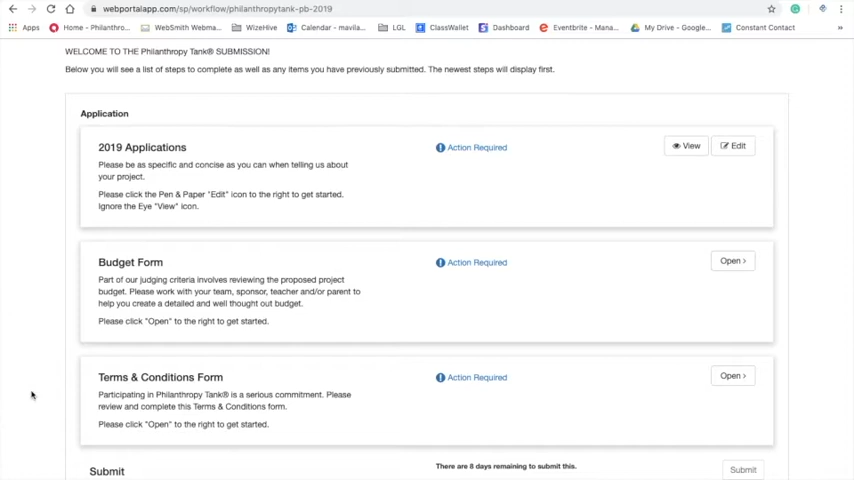 webportalapp.com/sp/workflow/philanthropytank-pb-2019
Apps Home - Philanthro... WebSmith Webma... WizeHive Calendar - mavila... LGL ClassWallet Dashboard Eventbrite - Mana... My Drive - Google... Constant Contact »
WELCOME TO THE Philanthropy Tank® SUBMISSION!
Below you will see a list of steps to complete as well as any items you have previously submitted. The newest steps will display first.
Application
2019 Applications
Action Required
View
Edit
Please be as specific and concise as you can when telling us about
your project.
Please click the Pen & Paper "Edit" icon to the right to get started.
Ignore the Eye "View" icon.
Budget Form
Action Required
Open ›
Part of our judging criteria involves reviewing the proposed project
budget. Please work with your team, sponsor, teacher and/or parent to
help you create a detailed and well thought out budget.
Please click "Open" to the right to get started.
Terms & Conditions Form
Action Required
Open ›
Participating in Philanthropy Tank® is a serious commitment. Please
review and complete this Terms & Conditions form.
Please click "Open" to the right to get started.
Submit
There are 8 days remaining to submit this.
Submit